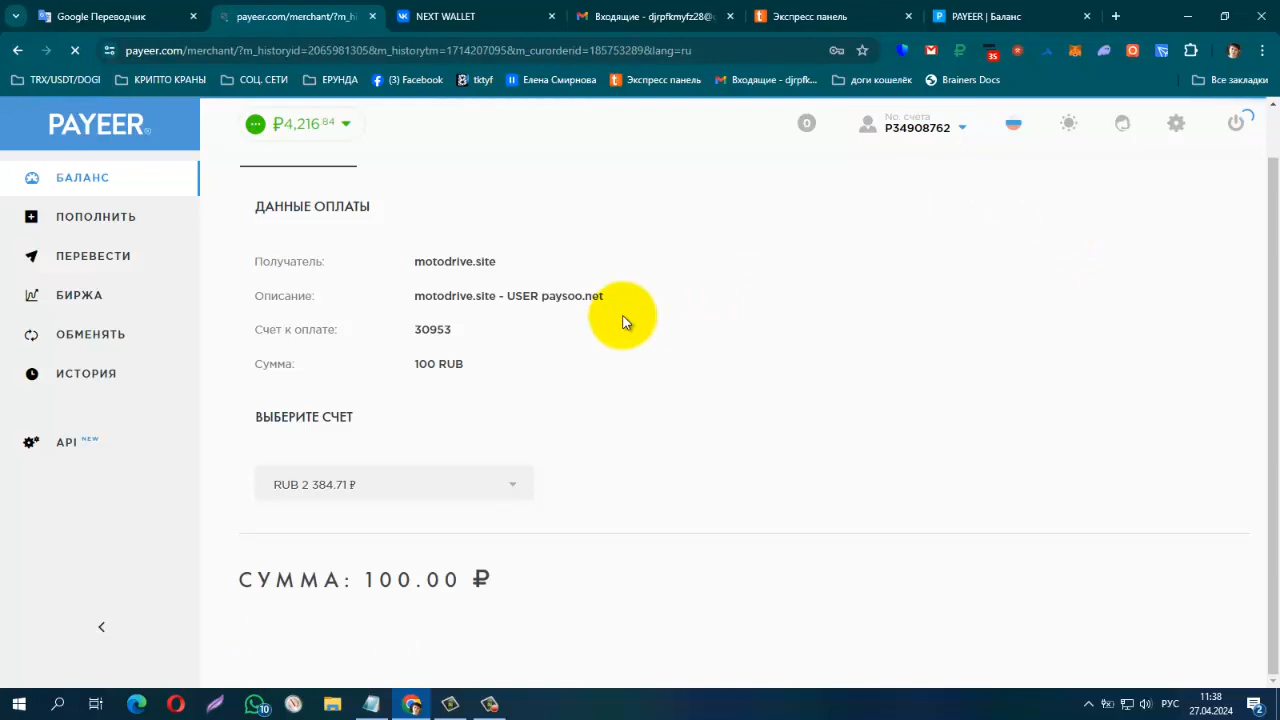 Google Переводчик
payeer.com/merchant/?m_hi
NEXT WALLET
Входящие - djrpkmyfz28@
Экспресс панель
PAYEER | Баланс
payeer.com/merchant/?m_historyid=2065981305&m_historytm=1714207095&m_curorderid=185753289&lang=ru
35
TRX/USDT/DOGI
КРИПТО КРАНЫ
СОЦ. СЕТИ
ЕРУНДА
(3) Facebook
tktyf
Елена Смирнова
Экспресс панель
Входящие - djrpfk...
доги кошелёк
Brainers Docs
Все закладки
PAYEER®
₽4,216 84
0
No. счета
P34908762
БАЛАНС
ПОПОЛНИТЬ
ПЕРЕВЕСТИ
БИРЖА
ОБМЕНЯТЬ
ИСТОРИЯ
API NEW
ДАННЫЕ ОПЛАТЫ
Получатель: motodrive.site
Описание: motodrive.site - USER paysoo.net
Счет к оплате: 30953
Сумма: 100 RUB
ВЫБЕРИТЕ СЧЕТ
RUB 2 384.71 ₽
СУММА: 100.00 ₽
10
РУС
11:38
27.04.2024
2